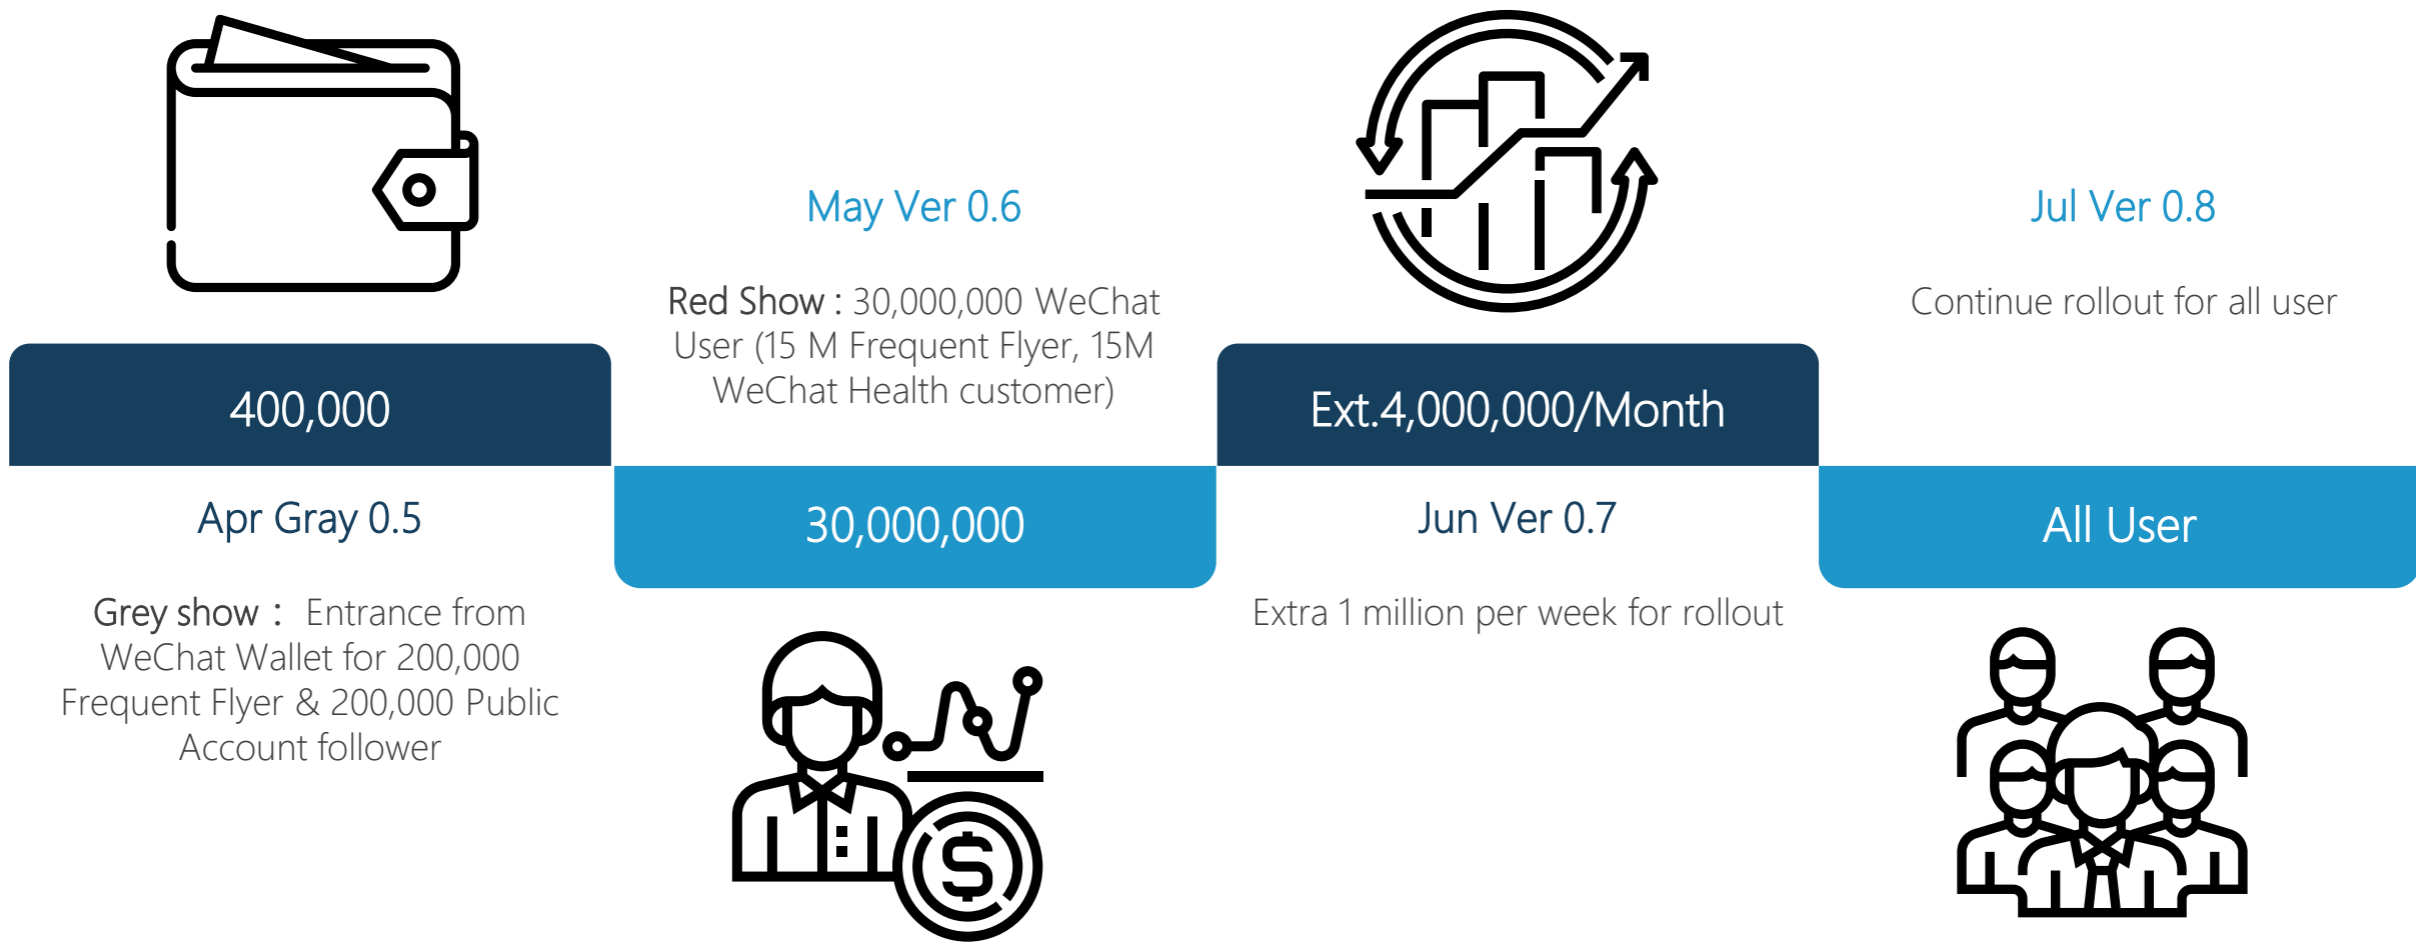 400,000
Apr Gray 0.5
Grey show： Entrance from
WeChat Wallet for 200,000
Frequent Flyer & 200,000 Public
Account follower
May Ver 0.6
Red Show : 30,000,000 WeChat
User (15 M Frequent Flyer, 15M
WeChat Health customer)
30,000,000
Ext.4,000,000/Month
Jun Ver 0.7
Extra 1 million per week for rollout
Jul Ver 0.8
Continue rollout for all user
All User
$